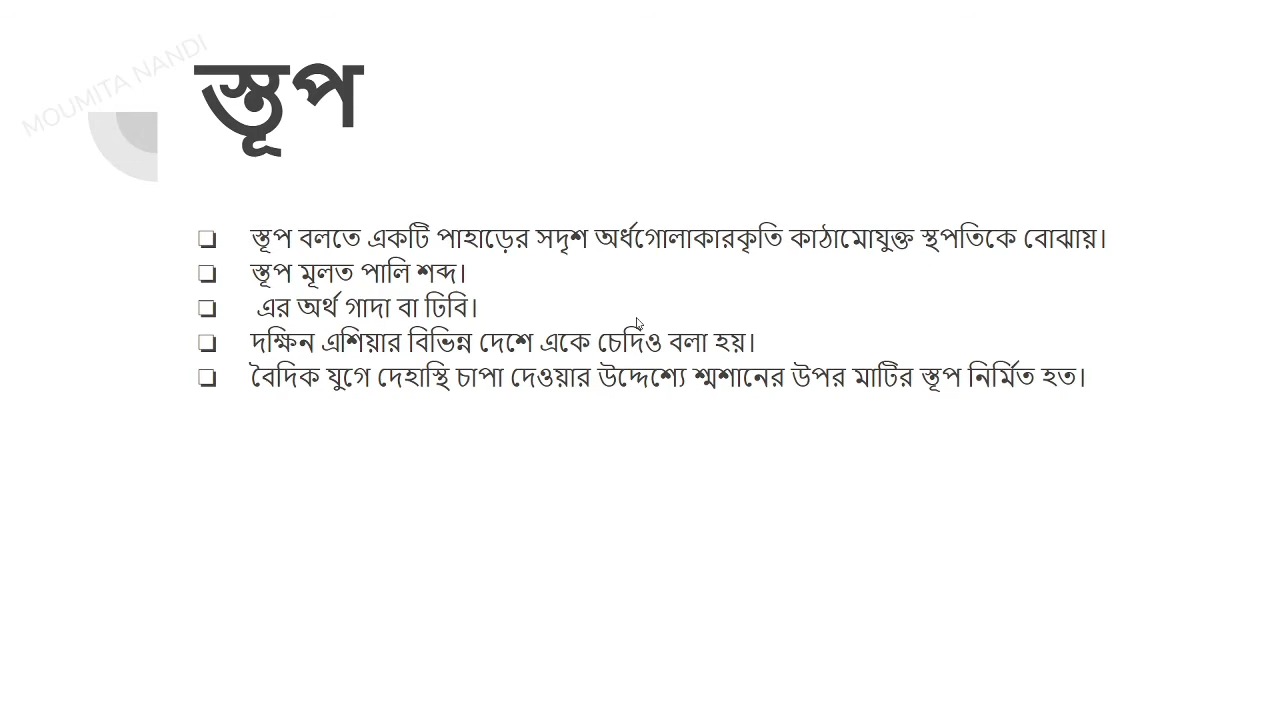 MOUMITA NANDI
স্তূপ
❏ স্তূপ বলতে একটি পাহাড়ের সদৃশ অর্ধগোলাকারকৃতি কাঠামোযুক্ত স্থপতিকে বোঝায়।
❏ স্তূপ মূলত পালি শব্দ।
❏ এর অর্থ গাদা বা ঢিবি।
❏ দক্ষিন এশিয়ার বিভিন্ন দেশে একে চেদিও বলা হয়।
❏ বৈদিক যুগে দেহাস্থি চাপা দেওয়ার উদ্দেশ্যে শ্মশানের উপর মাটির স্তূপ নির্মিত হত।